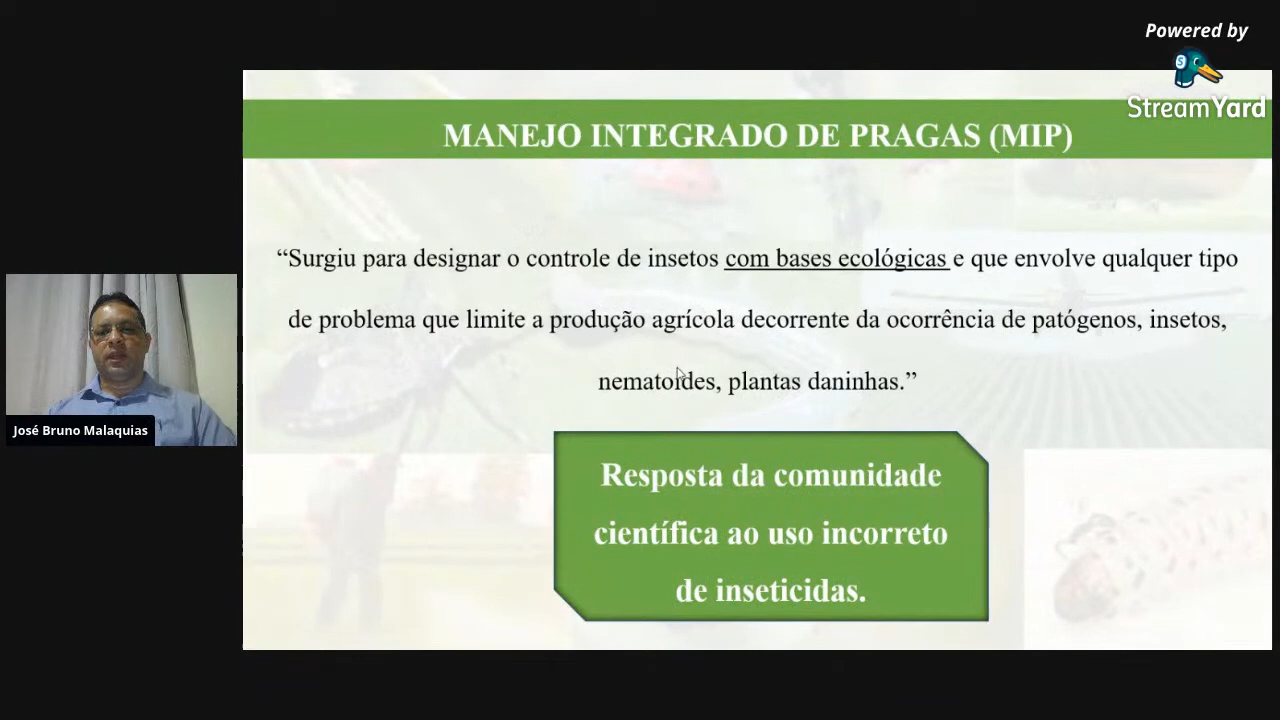 Powered by
StreamYard
MANEJO INTEGRADO DE PRAGAS (MIP)
“Surgiu para designar o controle de insetos com bases ecológicas e que envolve qualquer tipo
de problema que limite a produção agrícola decorrente da ocorrência de patógenos, insetos,
nematoides, plantas daninhas.”
José Bruno Malaquias
Resposta da comunidade
científica ao uso incorreto
de inseticidas.